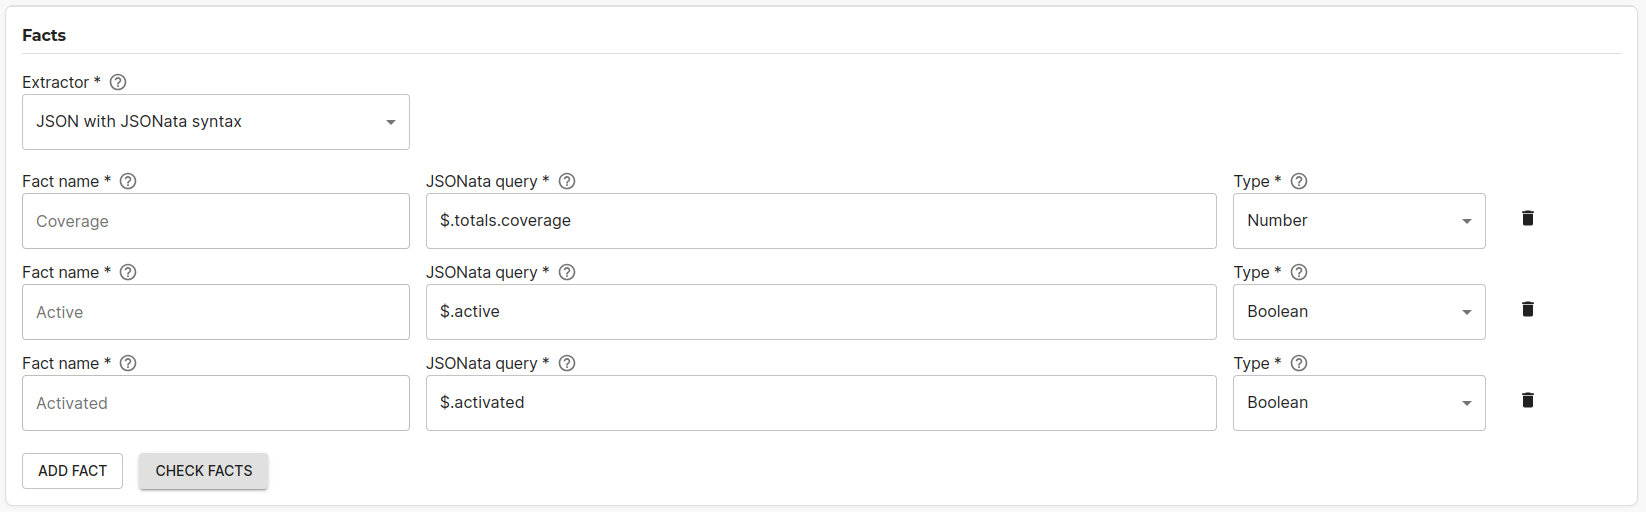 Facts
Extractor *
JSON with JSONata syntax
Fact name * JSONata query * Type *
Coverage $.totals.coverage Number
Fact name * JSONata query * Type *
Active $.active Boolean
Fact name * JSONata query * Type *
Activated $.activated Boolean
ADD FACT CHECK FACTS